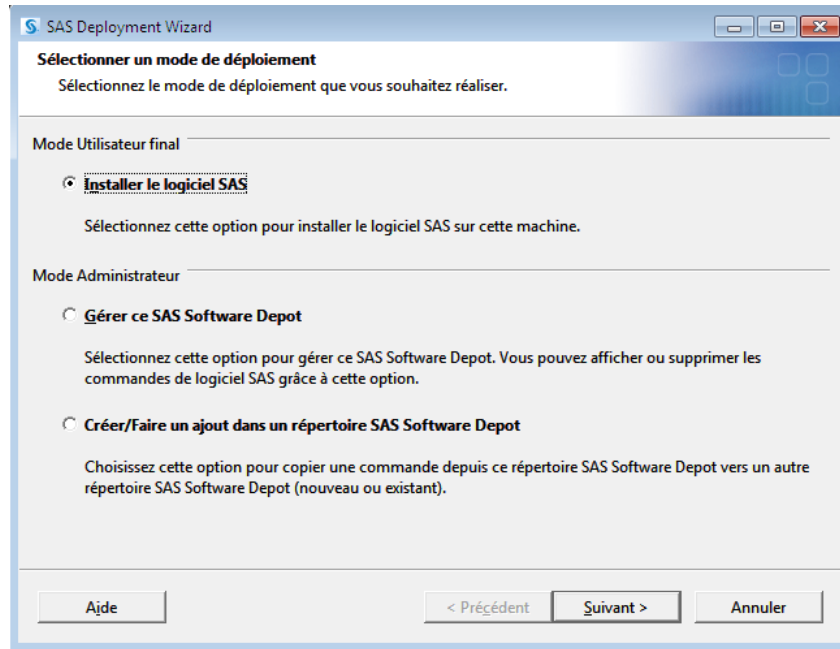 SAS Deployment Wizard
Sélectionner un mode de déploiement
Sélectionnez le mode de déploiement que vous souhaitez réaliser.
Mode Utilisateur final
Installer le logiciel SAS
Sélectionnez cette option pour installer le logiciel SAS sur cette machine.
Mode Administrateur
Gérer ce SAS Software Depot
Sélectionnez cette option pour gérer ce SAS Software Depot. Vous pouvez afficher ou supprimer les
commandes de logiciel SAS grâce à cette option.
Créer/Faire un ajout dans un répertoire SAS Software Depot
Choisissez cette option pour copier une commande depuis ce répertoire SAS Software Depot vers un autre
répertoire SAS Software Depot (nouveau ou existant).
Aide
< Précédent
Suivant >
Annuler